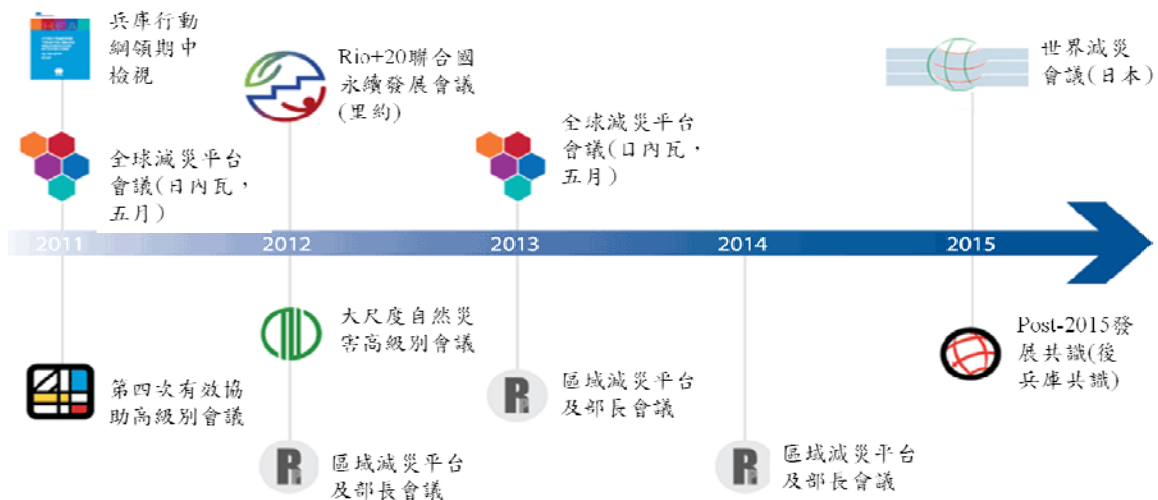 兵庫行動
綱領期中
檢視
Rio+20聯合國
永續發展會議
(里約)
世界減災
會議(日本)
全球減災平台
會議(日內瓦，
五月)
全球減災平台
會議(日內瓦，
五月)
2011
2012
2013
2014
2015
大尺度自然災
害高級別會議
Post-2015發
展共識(後
兵庫共識)
第四次有效協
助高級別會議
區域減災平台
及部長會議
R
區域減災平台
及部長會議
R
區域減災平台
及部長會議
R